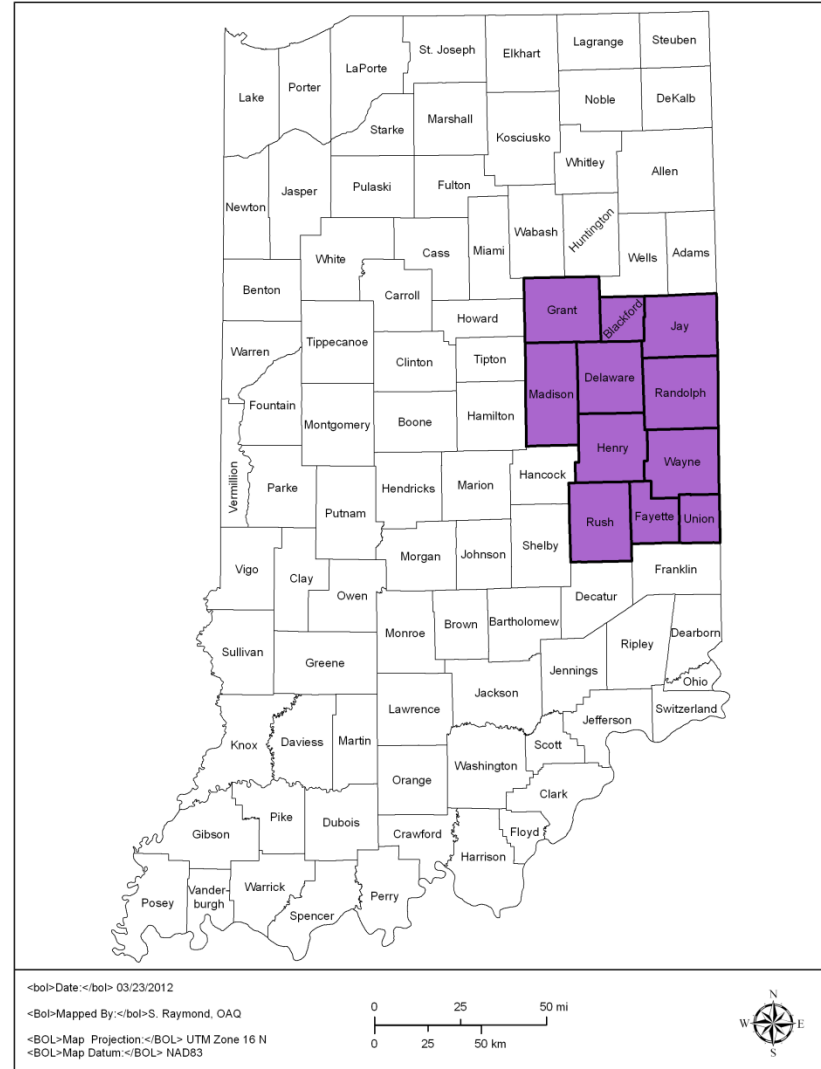 St. Joseph
Elkhart
Lagrange
Steuben
LaPorte
Porter
Lake
Noble
DeKalb
Starke
Marshall
Kosciusko
Whitley
Allen
Jasper
Pulaski
Fulton
Newton
Huntington
Wabash
Miami
Cass
White
Wells
Adams
Benton
Carroll
Grant
Blackford
Howard
Jay
Tippecanoe
Warren
Clinton
Tipton
Madison
Delaware
Randolph
Fountain
Montgomery
Boone
Hamilton
Henry
Wayne
Vermillion
Parke
Putnam
Hendricks
Marion
Hancock
Rush
Fayette
Union
Shelby
Morgan
Johnson
Vigo
Clay
Owen
Franklin
Decatur
Monroe
Brown
Bartholomew
Sullivan
Greene
Ripley
Dearborn
Jennings
Ohio
Jackson
Lawrence
Switzerland
Jefferson
Knox
Daviess
Martin
Scott
Washington
Orange
Clark
Pike
Dubois
Gibson
Crawford
Floyd
Harrison
Posey
Vander-
burgh
Warrick
Spencer
Perry
<bol>Date:</bol> 03/23/2012
<Bol>Mapped By:</bol>S. Raymond, OAQ
<BOL>Map  Projection:</BOL> UTM Zone 16 N
<BOL>Map Datum:</BOL> NAD83
0 25 50 mi
0 25 50 km
N
W E
S